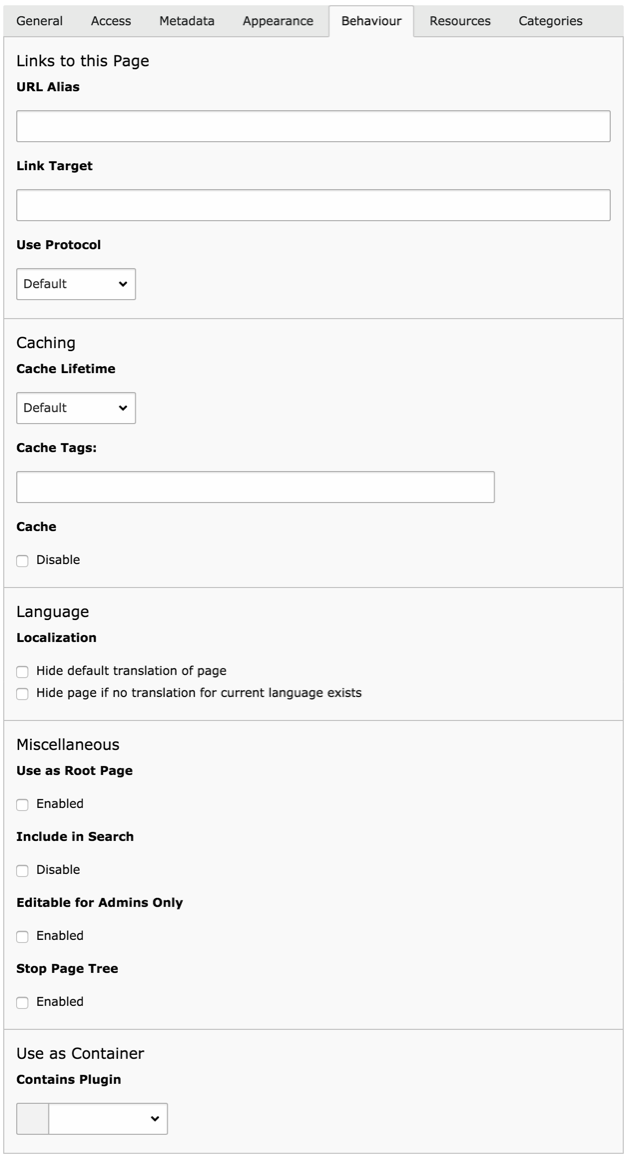 General Access Metadata Appearance Behaviour Resources Categories
Links to this Page
URL Alias
Link Target
Use Protocol
Default
Caching
Cache Lifetime
Default
Cache Tags:
Cache
Disable
Language
Localization
Hide default translation of page
Hide page if no translation for current language exists
Miscellaneous
Use as Root Page
Enabled
Include in Search
Disable
Editable for Admins Only
Enabled
Stop Page Tree
Enabled
Use as Container
Contains Plugin